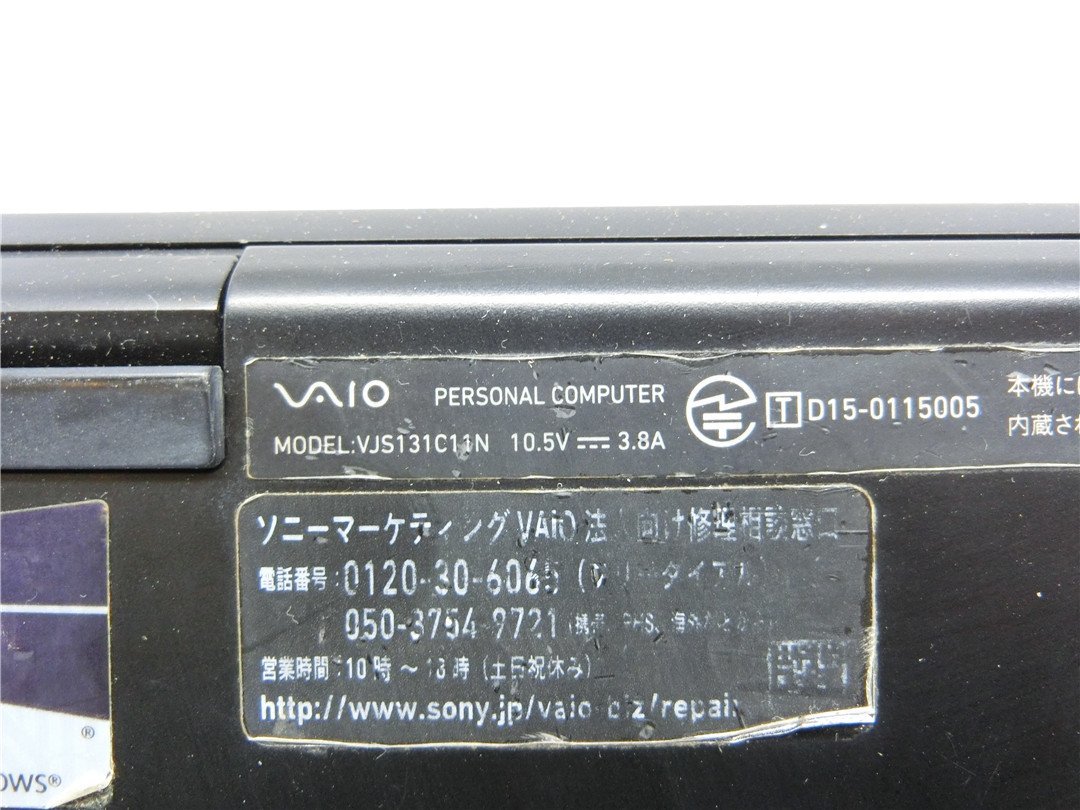 VAIO PERSONAL COMPUTER
MODEL:VJS131C11N 10.5V 3.8A
T D15-0115005
本機に
内蔵さ
ソニーマーケティング VAIO 法 向け修理相談窓口
電話番号:0120-30-606
050-3754-9721 (携
営業時間:10時～18時(土日祝休み)
http://www.sony.jp/vaio-biz/repair
®
OWS®